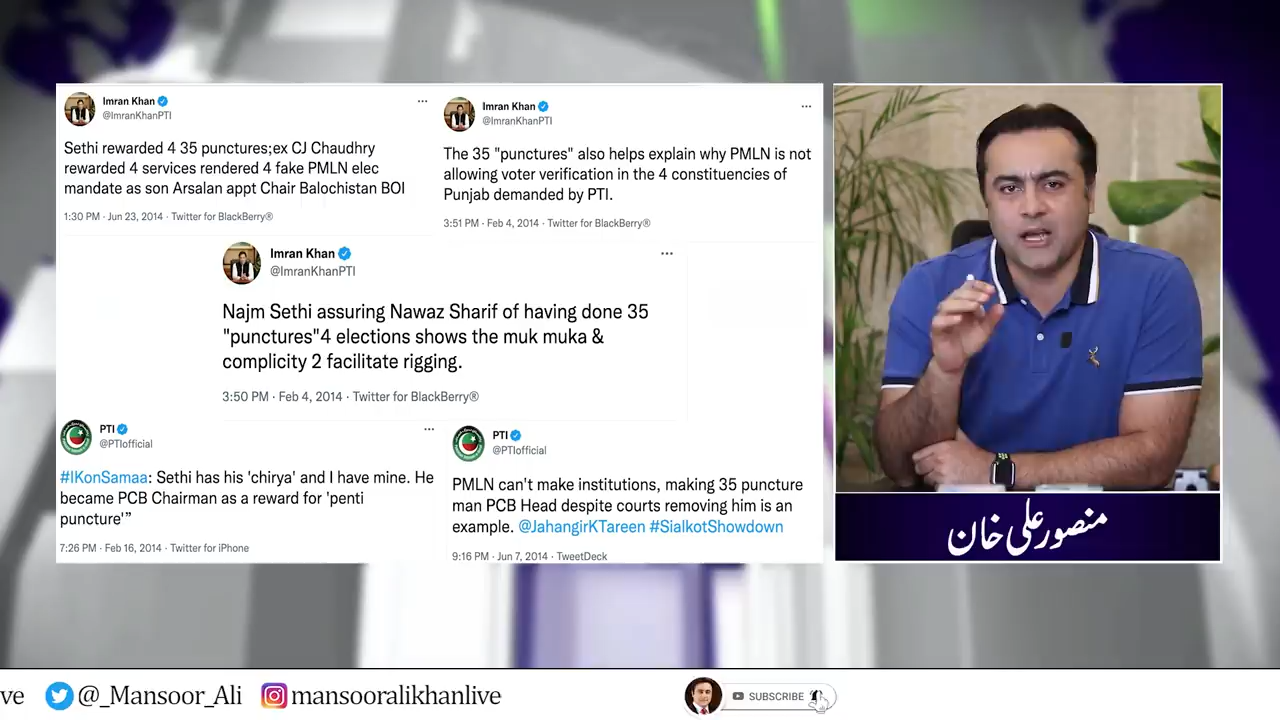 Imran Khan
@ImranKhanPTI
Sethi rewarded 4 35 punctures;ex CJ Chaudhry
rewarded 4 services rendered 4 fake PMLN elec
mandate as son Arsalan appt Chair Balochistan BOI
1:30 PM · Jun 23, 2014 · Twitter for BlackBerry®
Imran Khan
@ImranKhanPTI
The 35 "punctures" also helps explain why PMLN is not
allowing voter verification in the 4 constituencies of
Punjab demanded by PTI.
3:51 PM · Feb 4, 2014 · Twitter for BlackBerry®
Imran Khan
@ImranKhanPTI
Najm Sethi assuring Nawaz Sharif of having done 35
"punctures"4 elections shows the muk muka &
complicity 2 facilitate rigging.
3:50 PM · Feb 4, 2014 · Twitter for BlackBerry®
PTI
@PTIofficial
#IKonSamaa: Sethi has his 'chirya' and I have mine. He
became PCB Chairman as a reward for 'penti
puncture'”
7:26 PM · Feb 16, 2014 · Twitter for iPhone
PTI
@PTIofficial
PMLN can't make institutions, making 35 puncture
man PCB Head despite courts removing him is an
example. @JahangirKTareen #SialkotShowdown
9:16 PM · Jun 7, 2014 · TweetDeck
منصور علی خان
ve @_Mansoor_Ali mansooralikhanlive SUBSCRIBE